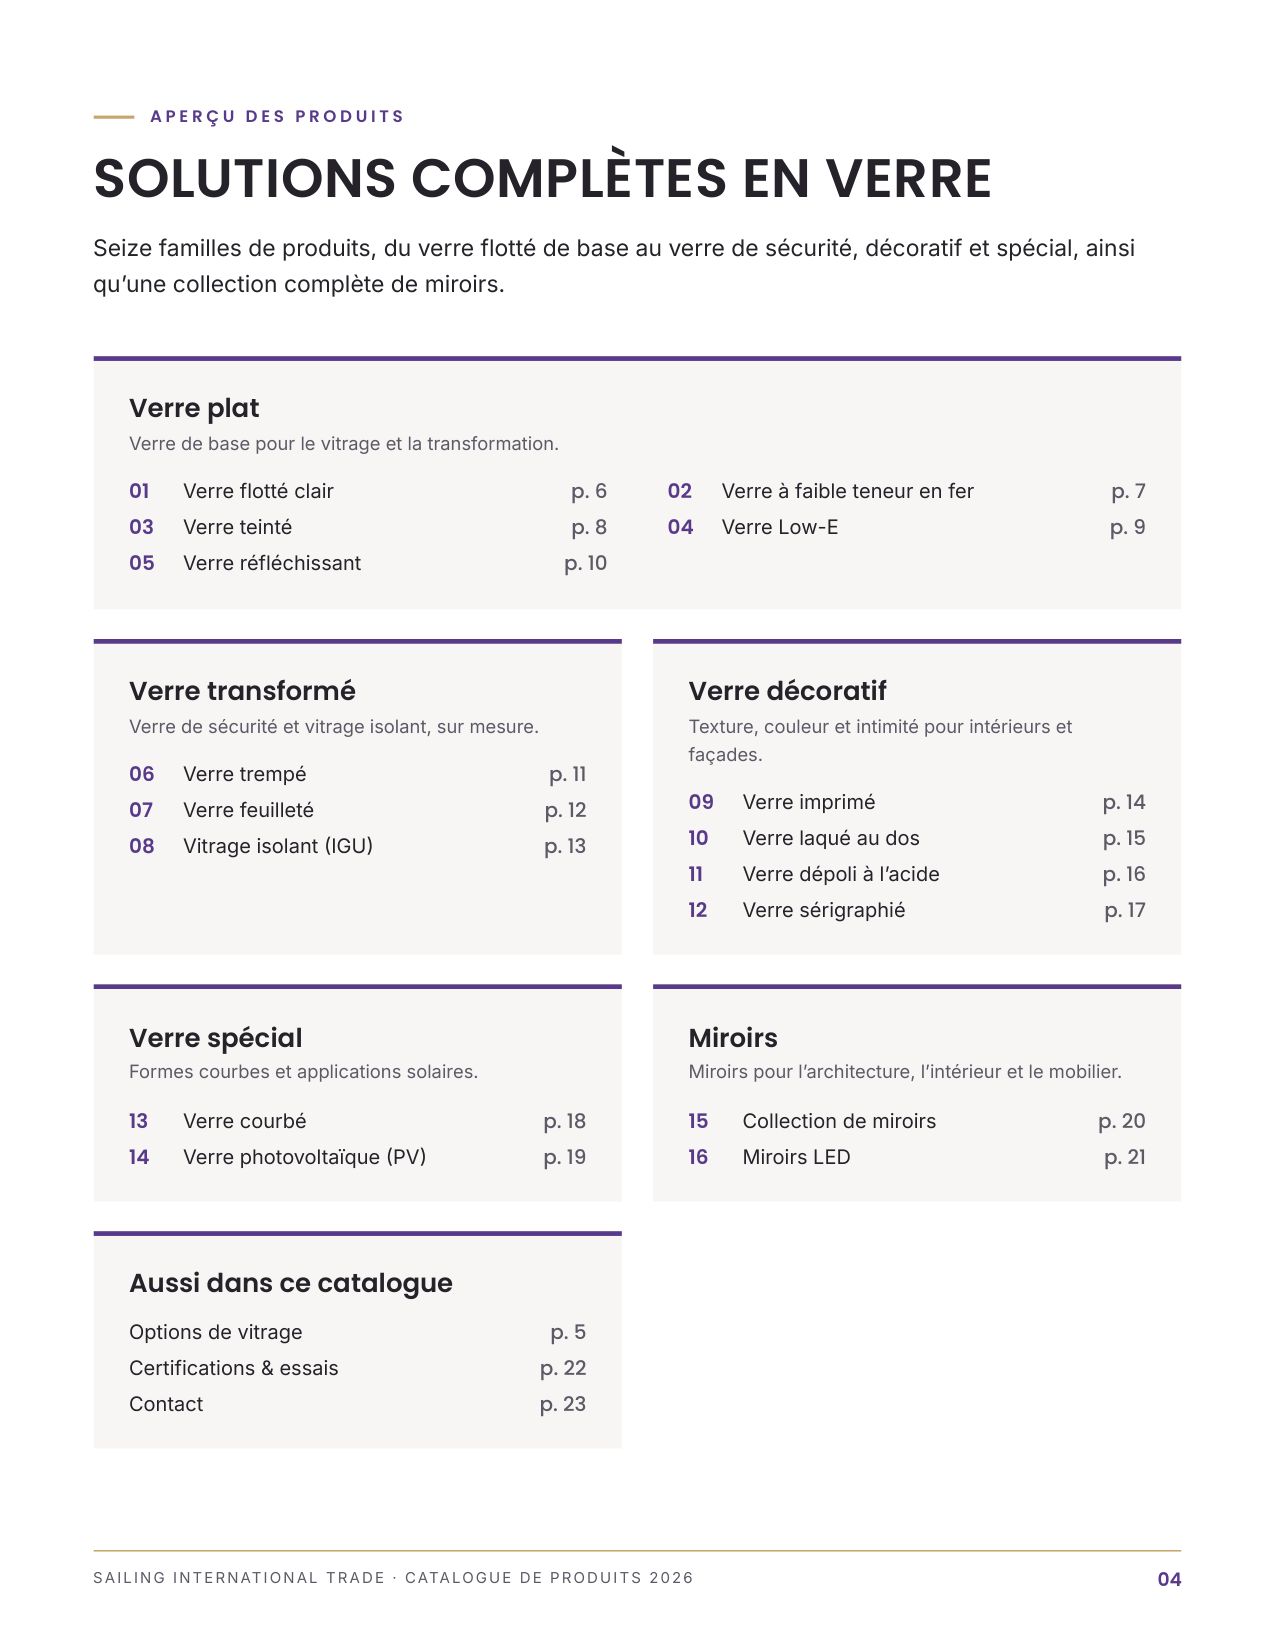 APERÇU DES PRODUITS
SOLUTIONS COMPLÈTES EN VERRE
Seize familles de produits, du verre flotté de base au verre de sécurité, décoratif et spécial, ainsi
qu’une collection complète de miroirs.
Verre plat
Verre de base pour le vitrage et la transformation.
01 Verre flotté clair p. 6 02 Verre à faible teneur en fer p. 7
03 Verre teinté p. 8 04 Verre Low-E p. 9
05 Verre réfléchissant p. 10
Verre transformé
Verre de sécurité et vitrage isolant, sur mesure.
06 Verre trempé p. 11
07 Verre feuilleté p. 12
08 Vitrage isolant (IGU) p. 13
Verre décoratif
Texture, couleur et intimité pour intérieurs et
façades.
09 Verre imprimé p. 14
10 Verre laqué au dos p. 15
11 Verre dépoli à l’acide p. 16
12 Verre sérigraphié p. 17
Verre spécial
Formes courbes et applications solaires.
13 Verre courbé p. 18
14 Verre photovoltaïque (PV) p. 19
Miroirs
Miroirs pour l’architecture, l’intérieur et le mobilier.
15 Collection de miroirs p. 20
16 Miroirs LED p. 21
Aussi dans ce catalogue
Options de vitrage p. 5
Certifications & essais p. 22
Contact p. 23
SAILING INTERNATIONAL TRADE · CATALOGUE DE PRODUITS 2026 04